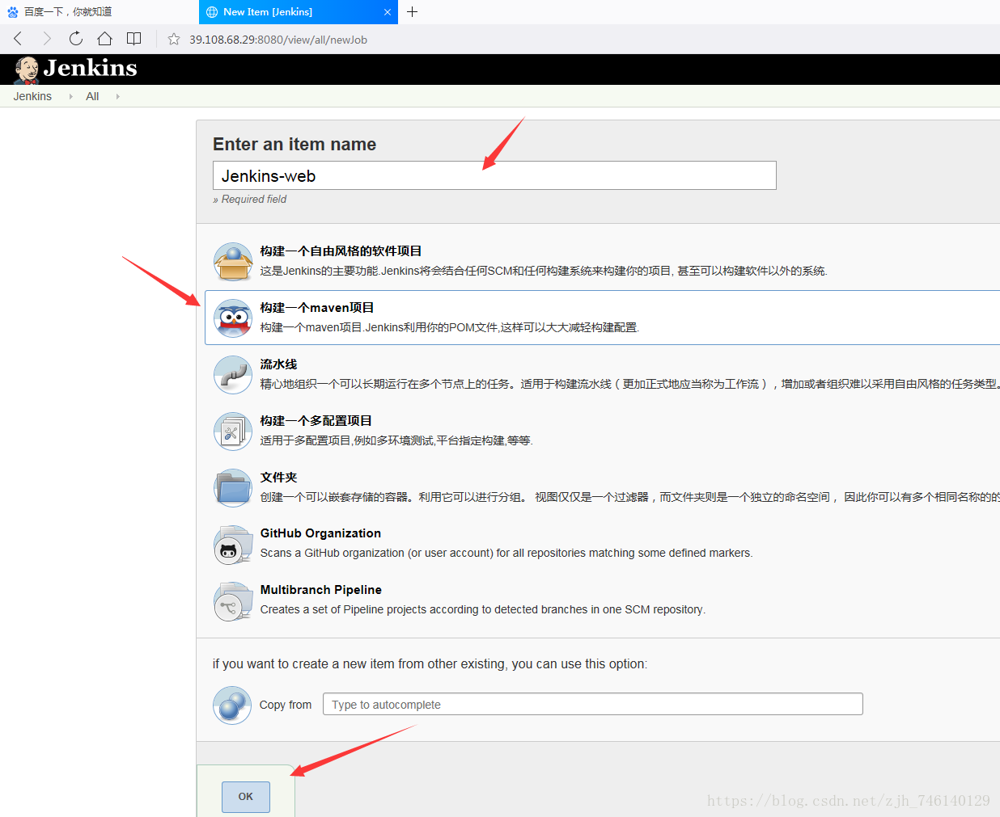 百度一下，你就知道
New Item [Jenkins]
39.108.68.29:8080/view/all/newJob
Jenkins
Jenkins
All
Enter an item name
Jenkins-web
» Required field
构建一个自由风格的软件项目
这是Jenkins的主要功能.Jenkins将会结合任何SCM和任何构建系统来构建你的项目, 甚至可以构建软件以外的系统.
构建一个maven项目
构建一个maven项目.Jenkins利用你的POM文件,这样可以大大减轻构建配置.
流水线
精心地组织一个可以长期运行在多个节点上的任务。适用于构建流水线（更加正式地应当称为工作流），增加或者组织难以采用自由风格的任务类型。
构建一个多配置项目
适用于多配置项目,例如多环境测试,平台指定构建,等等.
文件夹
创建一个可以嵌套存储的容器。利用它可以进行分组。 视图仅仅是一个过滤器，而文件夹则是一个独立的命名空间， 因此你可以有多个相同名称的的
GitHub Organization
Scans a GitHub organization (or user account) for all repositories matching some defined markers.
Multibranch Pipeline
Creates a set of Pipeline projects according to detected branches in one SCM repository.
if you want to create a new item from other existing, you can use this option:
Copy from
Type to autocomplete
OK
https://blog.csdn.net/zjh_746140129